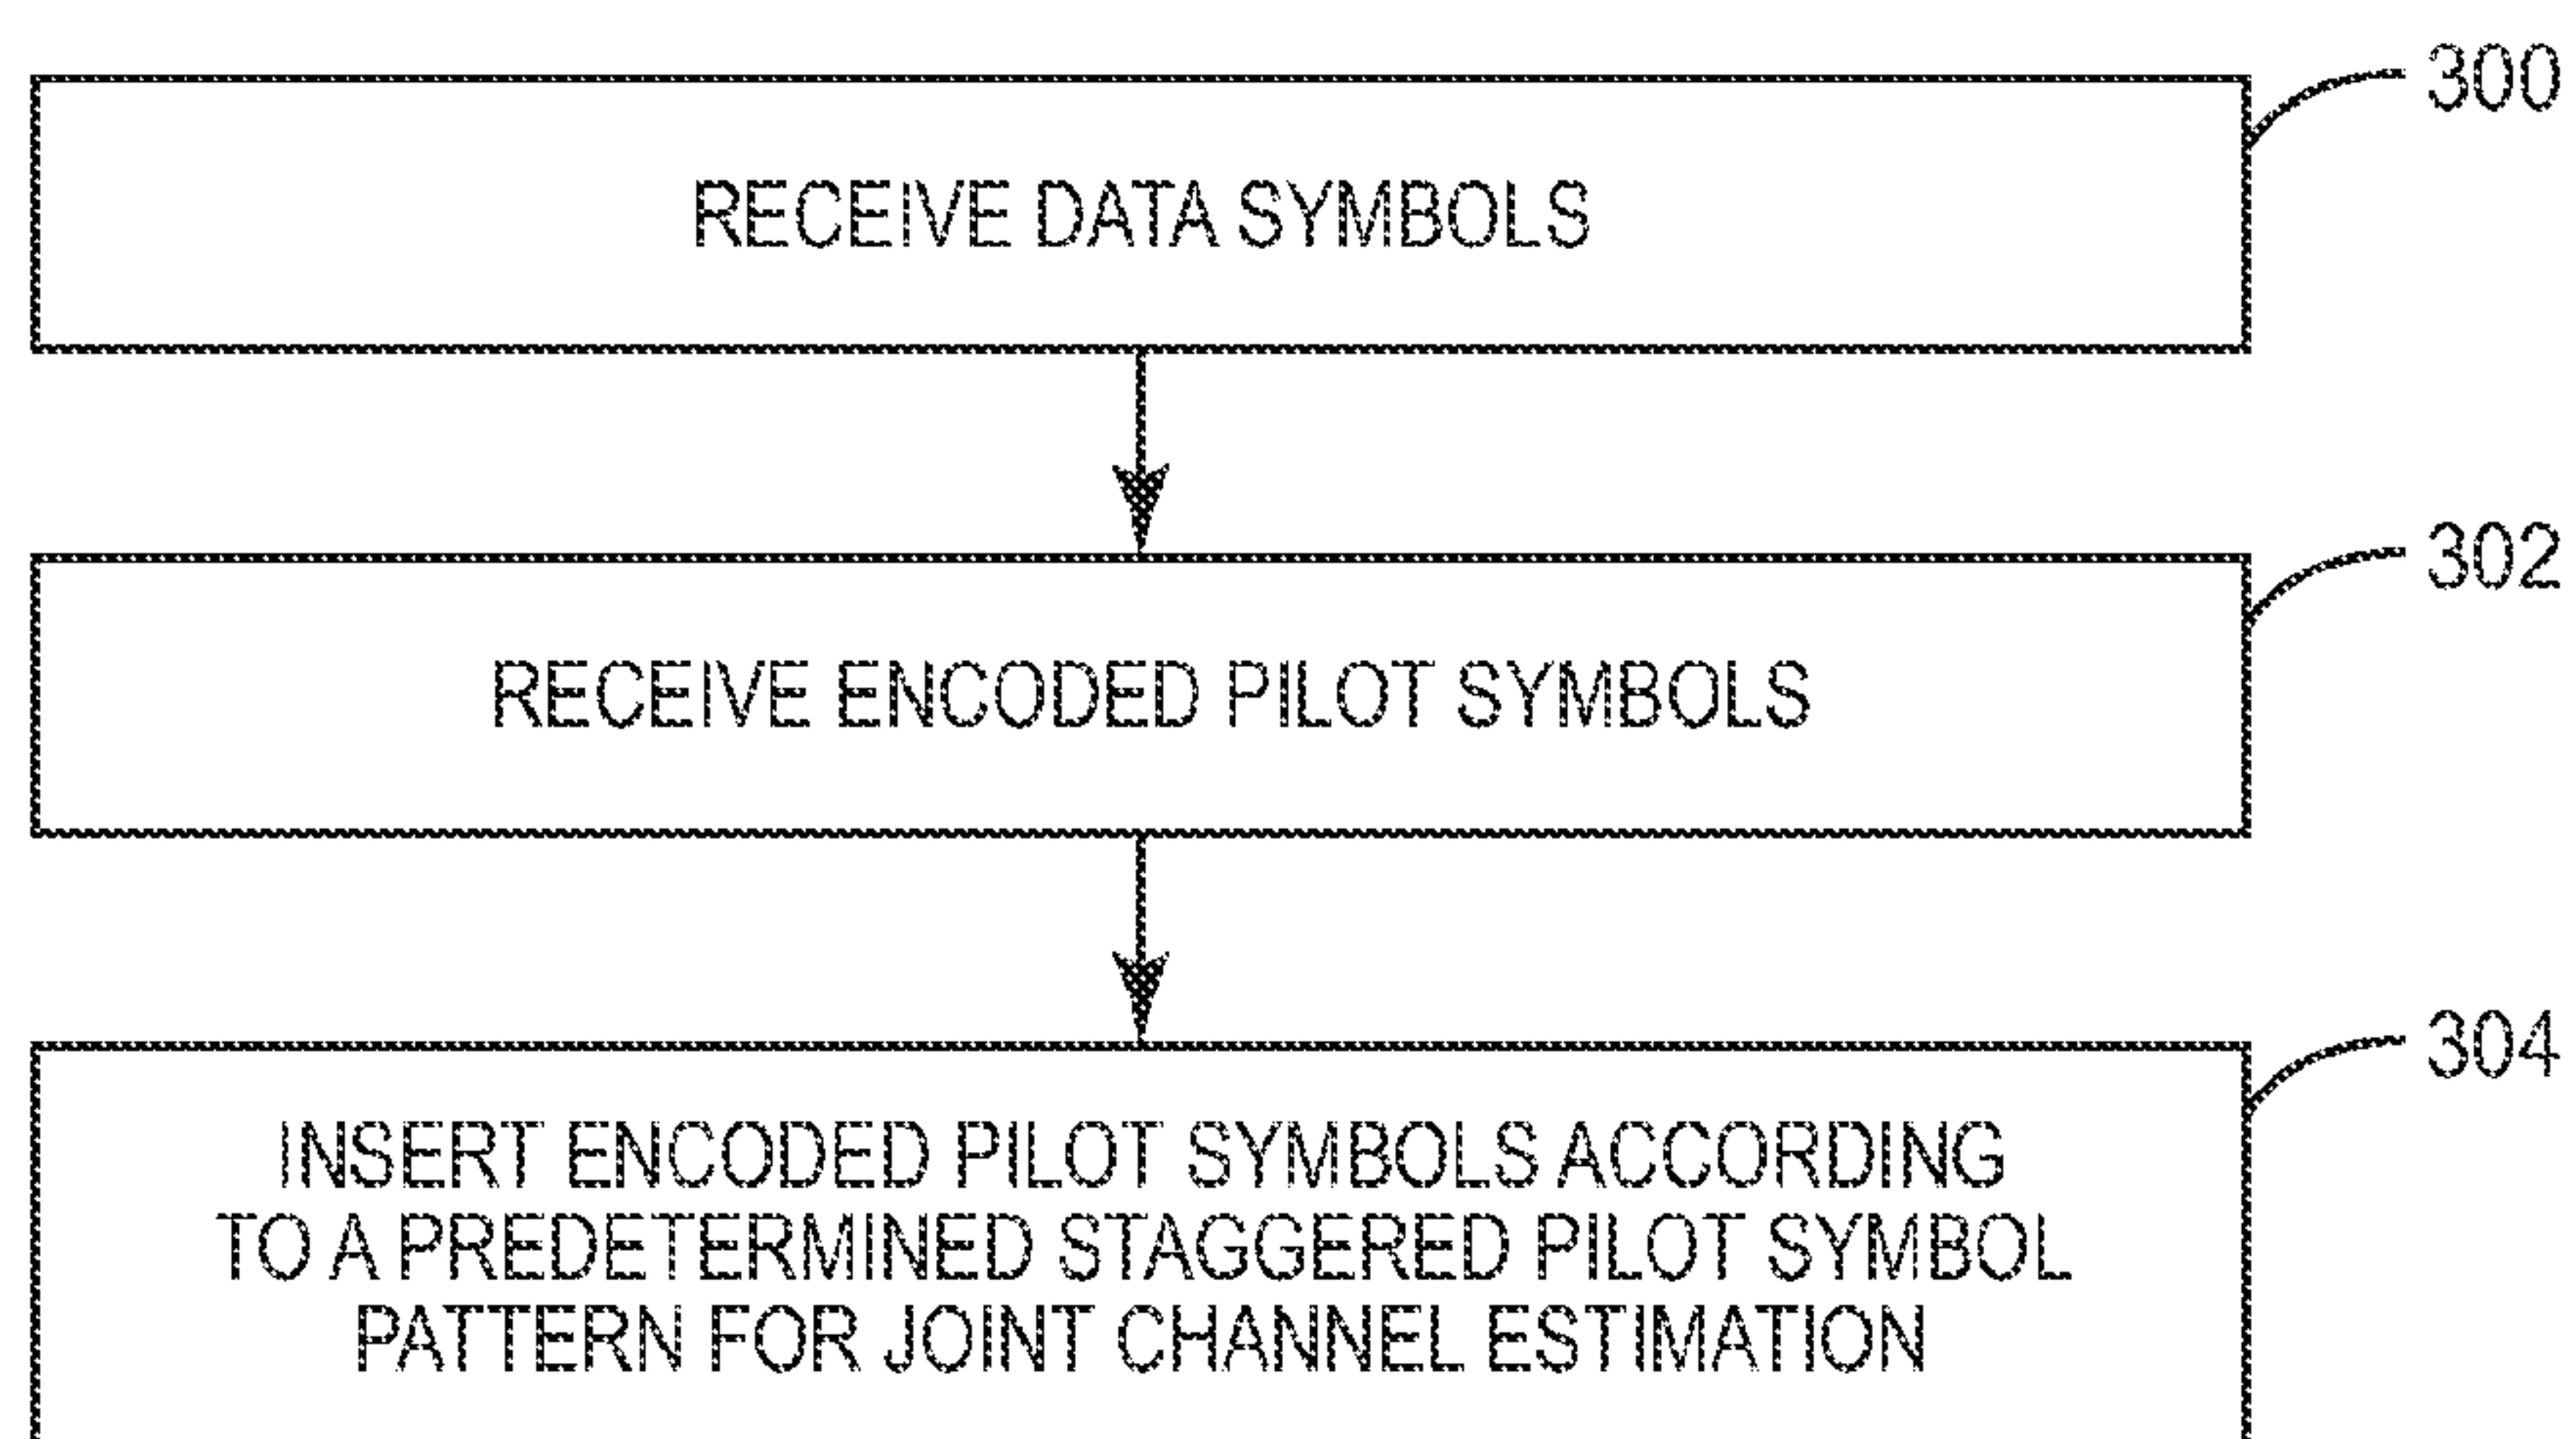 300
RECEIVE DATA SYMBOLS
302
RECEIVE ENCODED PILOT SYMBOLS
304
INSERT ENCODED PILOT SYMBOLS ACCORDING
TO A PREDETERMINED STAGGERED PILOT SYMBOL
PATTERN FOR JOINT CHANNEL ESTIMATION